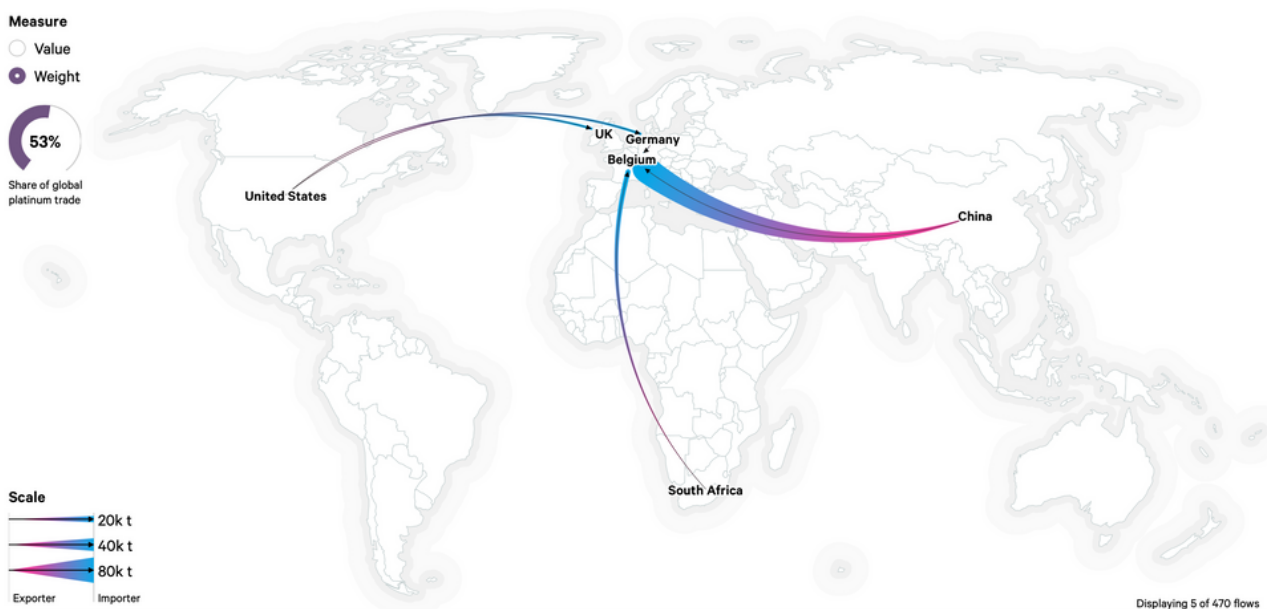 Measure
Value
Weight
53%
Share of global
platinum trade
UK
Germany
Belgium
United States
China
South Africa
Scale
20k t
40k t
80k t
Exporter
Importer
Displaying 5 of 470 flows